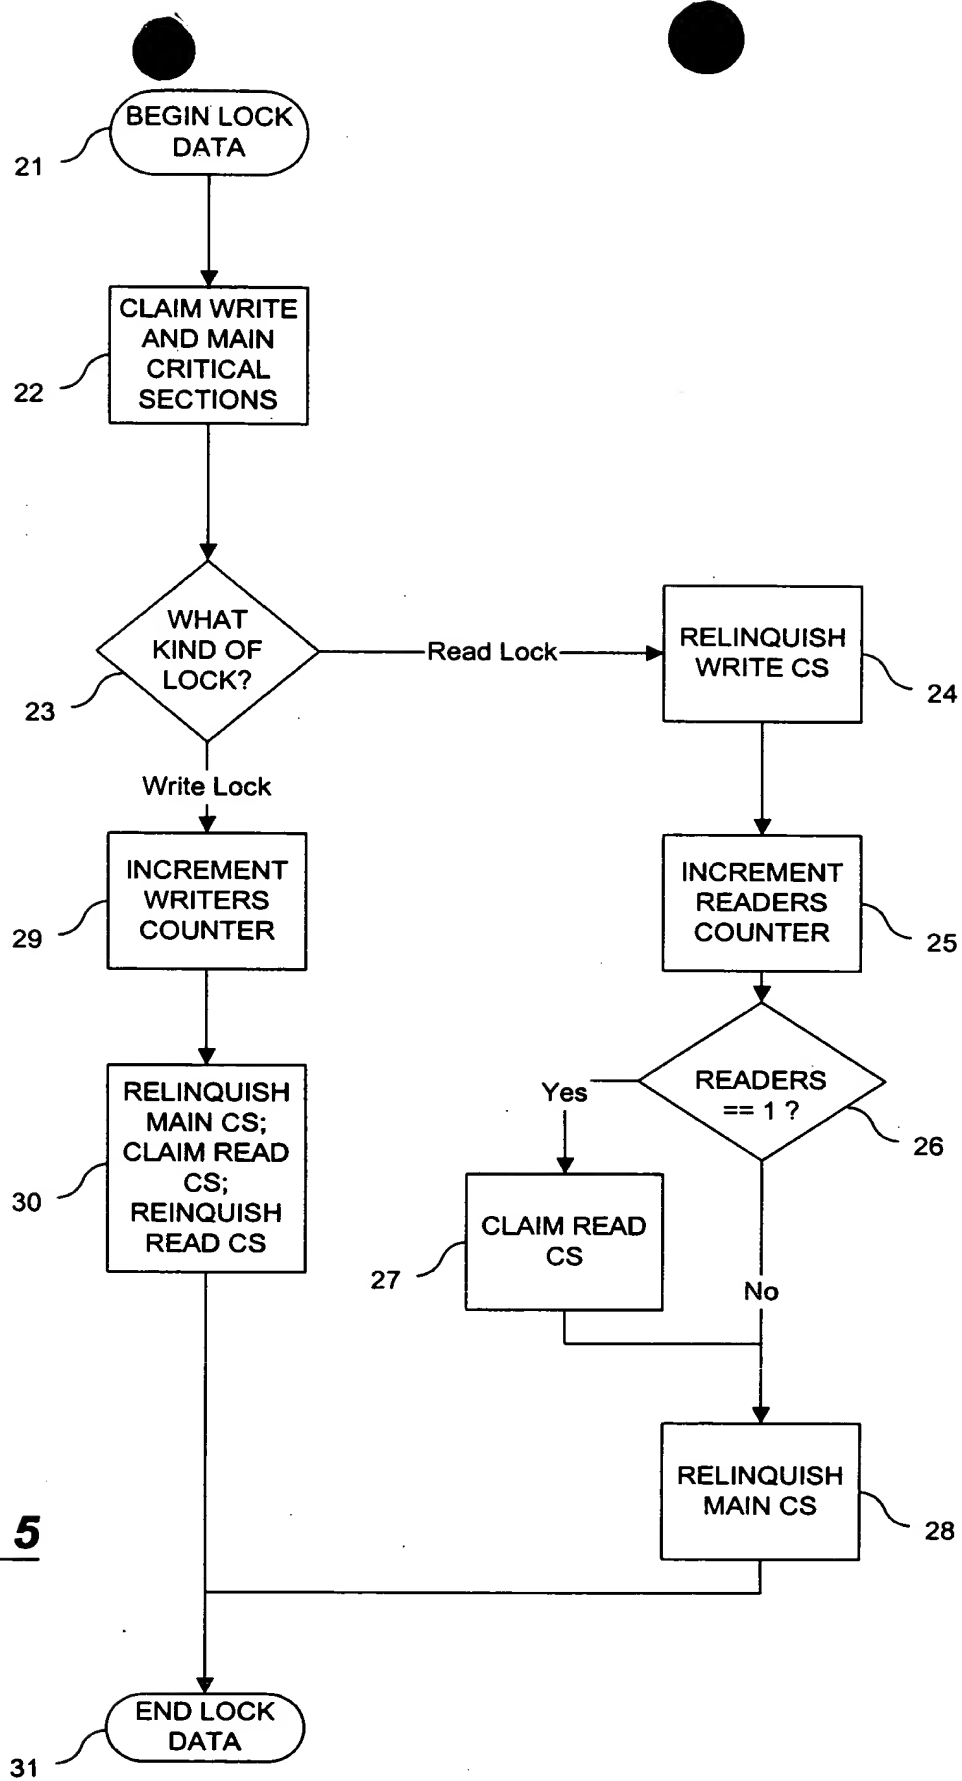 BEGIN LOCK
DATA
21
CLAIM WRITE
AND MAIN
CRITICAL
SECTIONS
22
WHAT
KIND OF
LOCK?
23
Read Lock
RELINQUISH
WRITE CS
24
Write Lock
INCREMENT
WRITERS
COUNTER
29
INCREMENT
READERS
COUNTER
25
READERS
== 1 ?
26
Yes
RELINQUISH
MAIN CS;
CLAIM READ
CS;
REINQUISH
READ CS
30
CLAIM READ
CS
27
No
RELINQUISH
MAIN CS
28
5
END LOCK
DATA
31